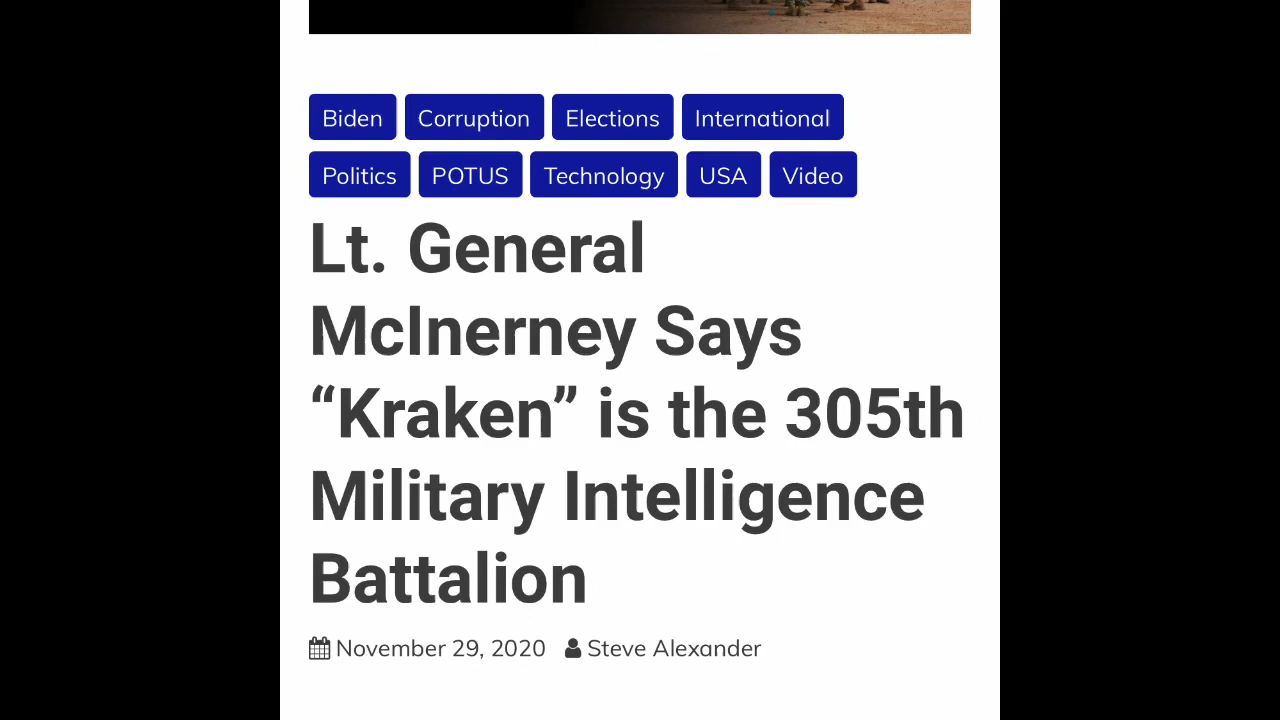 Biden Corruption Elections International
Politics POTUS Technology USA Video
Lt. General
McInerney Says
“Kraken” is the 305th
Military Intelligence
Battalion
November 29, 2020 Steve Alexander